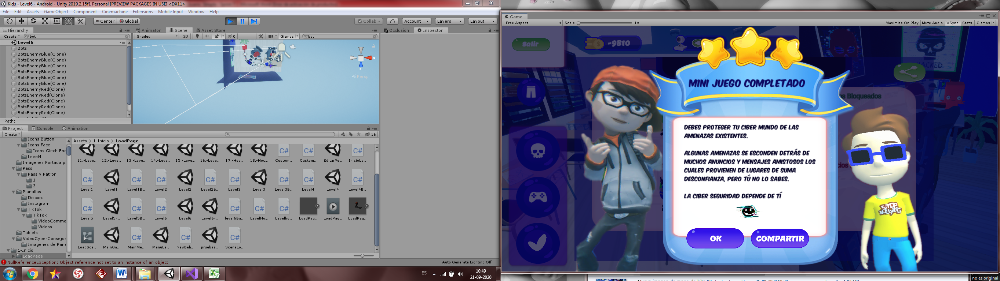 Kids - Level6 - Android - Unity 2019.2.15f1 Personal [PREVIEW PACKAGES IN USE] <DX11>
File Edit Assets GameObject Component Cinemachine Extensions Mobile Input Window Help
Center Global
Collab Account Layers Layout
Hierarchy
Create bot
Level6
Bots
BotsEnemyBlue(Clone)
BotsEnemyBlue(Clone)
BotsEnemyBlue(Clone)
BotsEnemyBlue(Clone)
BotsEnemyBlue(Clone)
BotsEnemyBlue(Clone)
BotsEnemyRed(Clone)
BotsEnemyRed(Clone)
BotsEnemyRed(Clone)
BotsEnemyRed(Clone)
BotsEnemyRed(Clone)
Path:
Animator Scene Asset Store
Shaded 2D 0 Gizmos bot
x
z
Persp
Occlusion Inspector
Project Console Animation
Create 16
Icons Button
Icons Face
Icons Glitch Ene
Level4
Imagenes Portada p
Pass
Pass y Patron
1
3
Plantillas
Discord
Instagram
TikTok
TikTok
VideoComme
Videos
Tablets
VideoCyberConsejos
Imagenes de Pane
1-Inicio
LoadPage
Assets 1-Inicio LoadPage
C# C# C#
11.-Leve... 12.-Leve... 13.-Leve... 14.-Leve... 15.-Leve... 16.-Leve... 17.-Hoc... 18.-Hoc... Custom... Custom... EditarPe... InicioLo...
C# C# C# C# C# C# C# C#
Level1 Level1 Level1B... Level2 Level2 Level2B... Level3 Level3 Level3B... Level4 Level4 Level4B...
C# C# C# C# C# C#
Level5 Level5-... Level5B... Level6 Level6 Level6-... level6Ba... LevelHo... Levelho... LoadPag... LoadPag... LoadPag...
C# C# C#
LoadSce... MainGa... MainMe... MenuLe... NewBeh... pruebas... SceneLo...
NullReferenceException: Object reference not set to an instance of an object
Auto Generate Lighting Off
ES 10:49
21-09-2020
Game
Free Aspect Scale 1x Maximize On Play Mute Audio VSync Stats Gizmos
Salir
S -9810
HACKED
os Bloqueados
MINI JUEGO COMPLETADO
DEBES PROTEGER TU CIBER MUNDO DE LAS
AMENAZAS EXISTENTES.
ALGUNAS AMENAZAS SE ESCONDEN DETRÁS DE
MUCHOS ANUNCIOS Y MENSAJES AMISTOSOS LOS
CUALES PROVIENEN DE LUGARES DE SUMA
DESCONFIANZA, PERO TÚ NO LO SABES.
LA CIBER SEGURIDAD DEPENDE DE TÍ
OK COMPARTIR
STOP
BULLYING
no es original